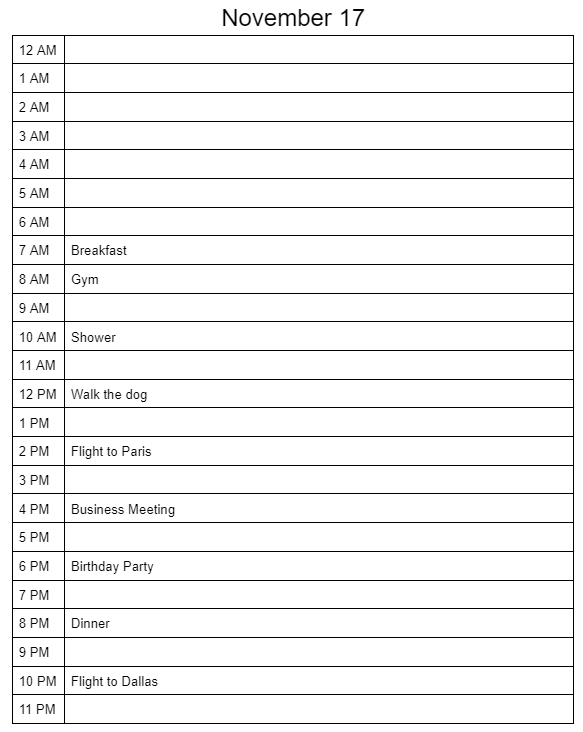 November 17
12 AM
1 AM
2 AM
3 AM
4 AM
5 AM
6 AM
7 AM Breakfast
8 AM Gym
9 AM
10 AM Shower
11 AM
12 PM Walk the dog
1 PM
2 PM Flight to Paris
3 PM
4 PM Business Meeting
5 PM
6 PM Birthday Party
7 PM
8 PM Dinner
9 PM
10 PM Flight to Dallas
11 PM